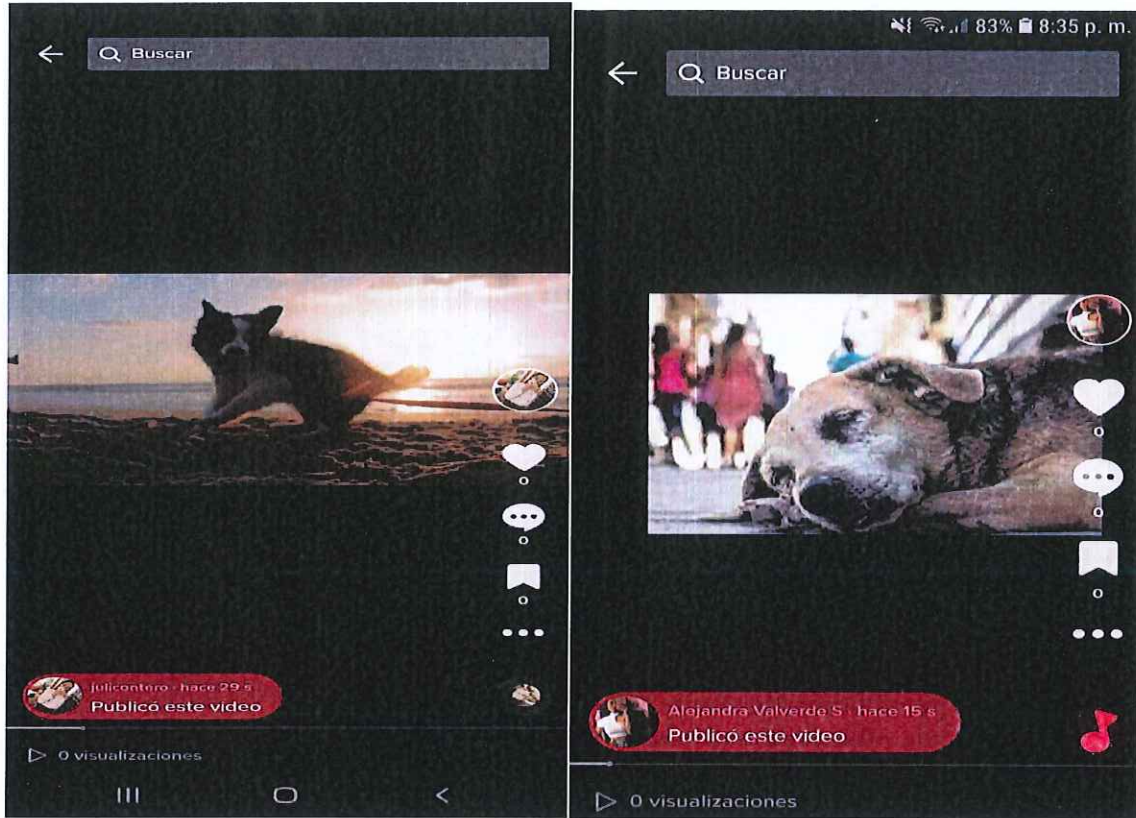 Buscar
0
0
0
julicontero · hace 29 s
Publicó este video
0 visualizaciones
83% 8:35 p. m.
Buscar
0
0
0
Alejandra Valverde S · hace 15 s
Publicó este video
0 visualizaciones